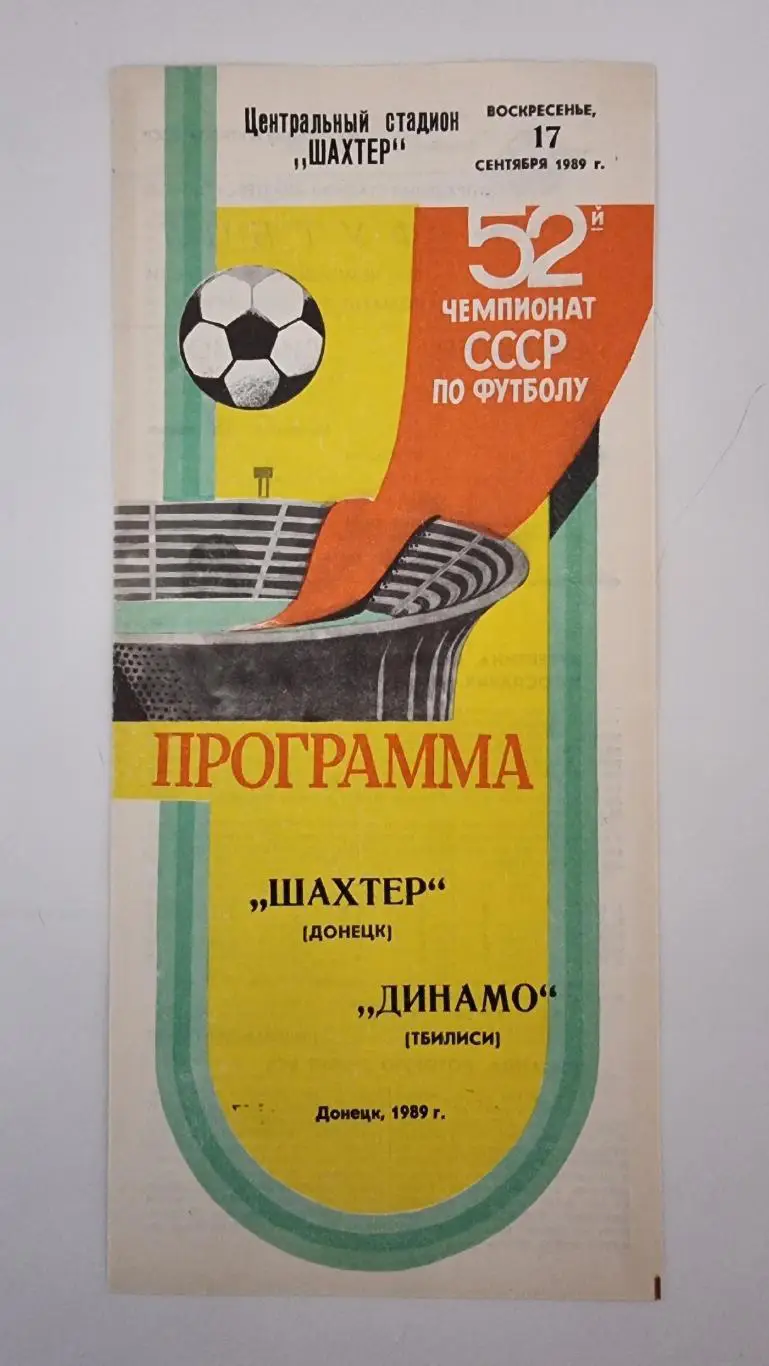 Центральный стадион
„ШАХТЕР“
ВОСКРЕСЕНЬЕ,
17
СЕНТЯБРЯ 1989 г.
52й
ЧЕМПИОНАТ
СССР
ПО ФУТБОЛУ
ПРОГРАММА
„ШАХТЕР“
(ДОНЕЦК)
„ДИНАМО“
(ТБИЛИСИ)
Донецк, 1989 г.